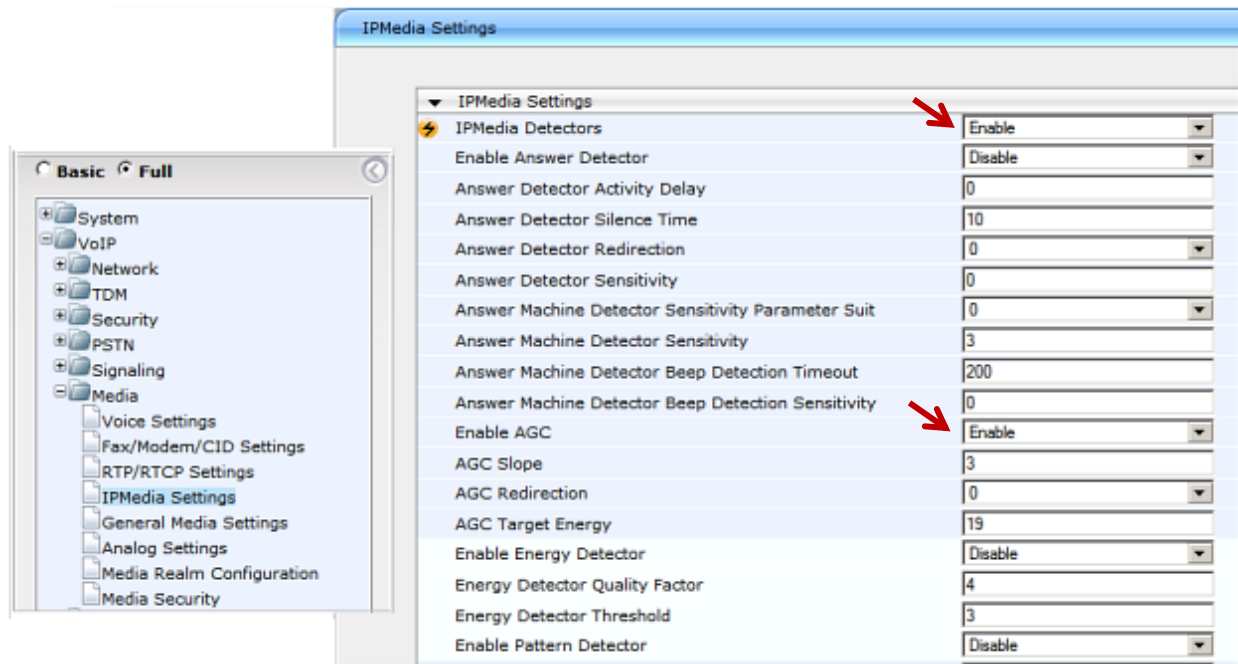 IPMedia Settings
IPMedia Settings
IPMedia Detectors Enable
Enable Answer Detector Disable
Answer Detector Activity Delay 0
Answer Detector Silence Time 10
Answer Detector Redirection 0
Answer Detector Sensitivity 0
Answer Machine Detector Sensitivity Parameter Suit 0
Answer Machine Detector Sensitivity 3
Answer Machine Detector Beep Detection Timeout 200
Answer Machine Detector Beep Detection Sensitivity 0
Enable AGC Enable
AGC Slope 3
AGC Redirection 0
AGC Target Energy 19
Enable Energy Detector Disable
Energy Detector Quality Factor 4
Energy Detector Threshold 3
Enable Pattern Detector Disable
Basic Full
System
VoIP
Network
TDM
Security
PSTN
Signaling
Media
Voice Settings
Fax/Modem/CID Settings
RTP/RTCP Settings
IPMedia Settings
General Media Settings
Analog Settings
Media Realm Configuration
Media Security